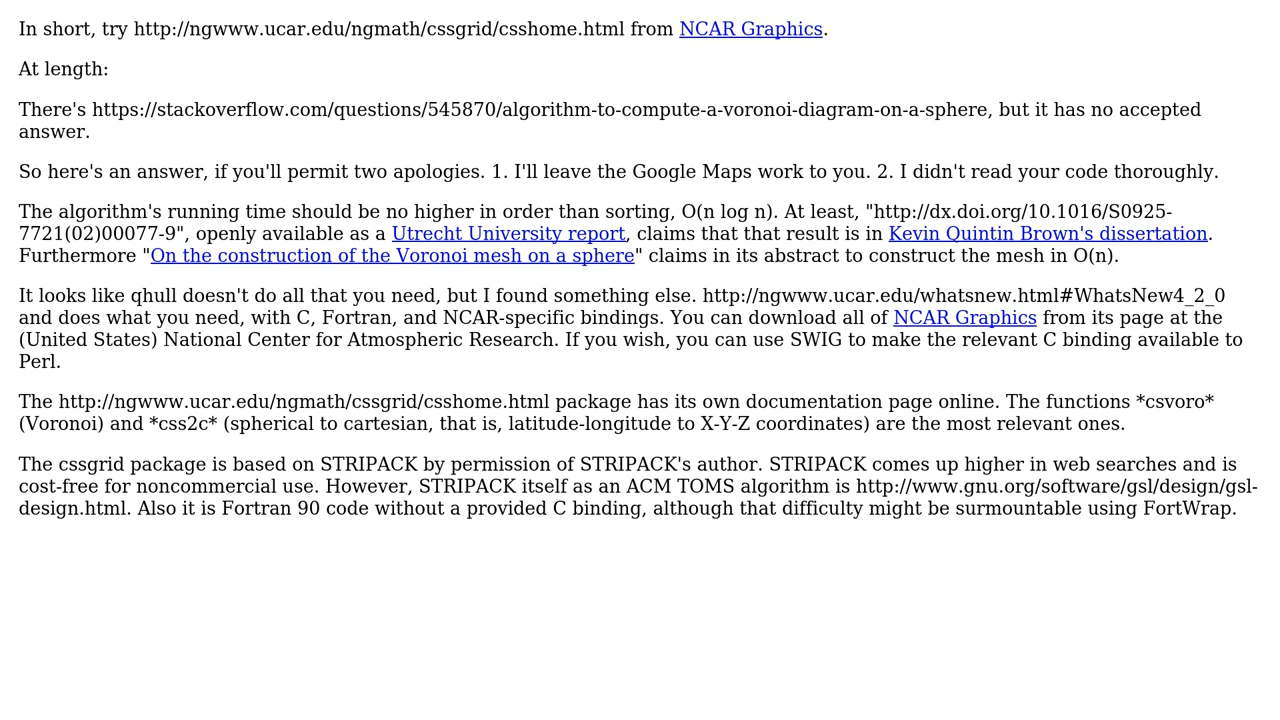 In short, try http://ngwww.ucar.edu/ngmath/cssgrid/csshome.html from NCAR Graphics.
At length:
There's https://stackoverflow.com/questions/545870/algorithm-to-compute-a-voronoi-diagram-on-a-sphere, but it has no accepted
answer.
So here's an answer, if you'll permit two apologies. 1. I'll leave the Google Maps work to you. 2. I didn't read your code thoroughly.
The algorithm's running time should be no higher in order than sorting, O(n log n). At least, "http://dx.doi.org/10.1016/S0925-
7721(02)00077-9", openly available as a Utrecht University report, claims that that result is in Kevin Quintin Brown's dissertation.
Furthermore "On the construction of the Voronoi mesh on a sphere" claims in its abstract to construct the mesh in O(n).
It looks like qhull doesn't do all that you need, but I found something else. http://ngwww.ucar.edu/whatsnew.html#WhatsNew4_2_0
and does what you need, with C, Fortran, and NCAR-specific bindings. You can download all of NCAR Graphics from its page at the
(United States) National Center for Atmospheric Research. If you wish, you can use SWIG to make the relevant C binding available to
Perl.
The http://ngwww.ucar.edu/ngmath/cssgrid/csshome.html package has its own documentation page online. The functions *csvoro*
(Voronoi) and *css2c* (spherical to cartesian, that is, latitude-longitude to X-Y-Z coordinates) are the most relevant ones.
The cssgrid package is based on STRIPACK by permission of STRIPACK's author. STRIPACK comes up higher in web searches and is
cost-free for noncommercial use. However, STRIPACK itself as an ACM TOMS algorithm is http://www.gnu.org/software/gsl/design/gsl-
design.html. Also it is Fortran 90 code without a provided C binding, although that difficulty might be surmountable using FortWrap.